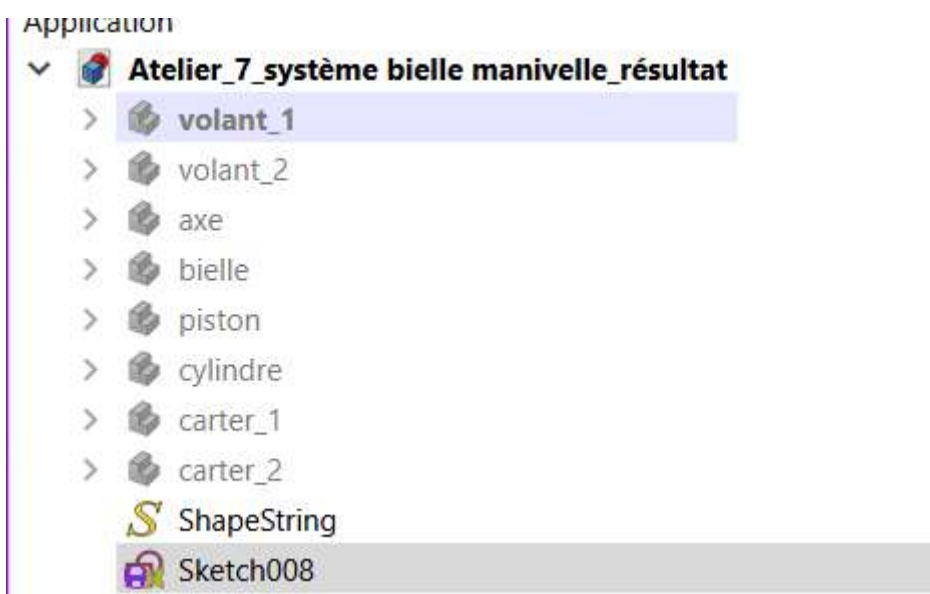 Application
Atelier_7_système bielle manivelle_résultat
volant_1
volant_2
axe
bielle
piston
cylindre
carter_1
carter_2
ShapeString
Sketch008